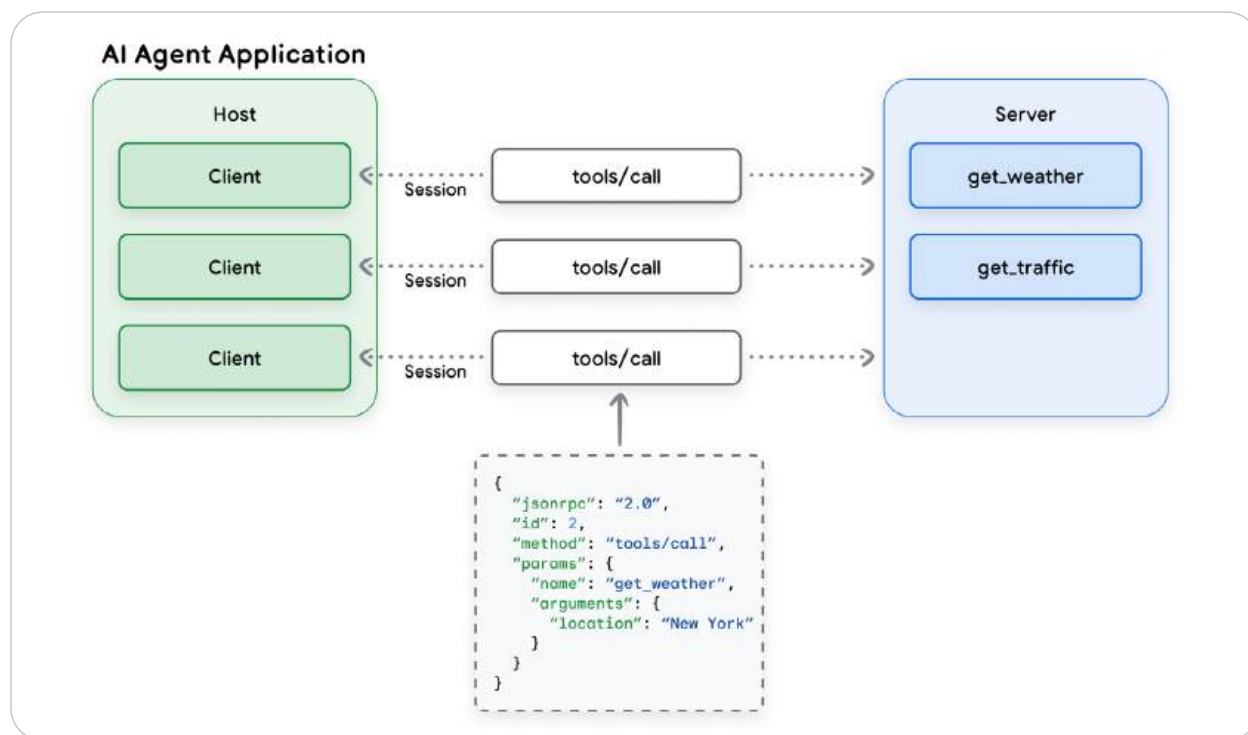 AI Agent Application
Host
Server
Client
Session
tools/call
get_weather
Client
Session
tools/call
get_traffic
Client
Session
tools/call
{
  “jsonrpc”: “2.0”,
  “id”: 2,
  “method”: “tools/call”,
  “params”: {
    “name”: “get_weather”,
    “arguments”: {
      “location”: “New York”
    }
  }
}